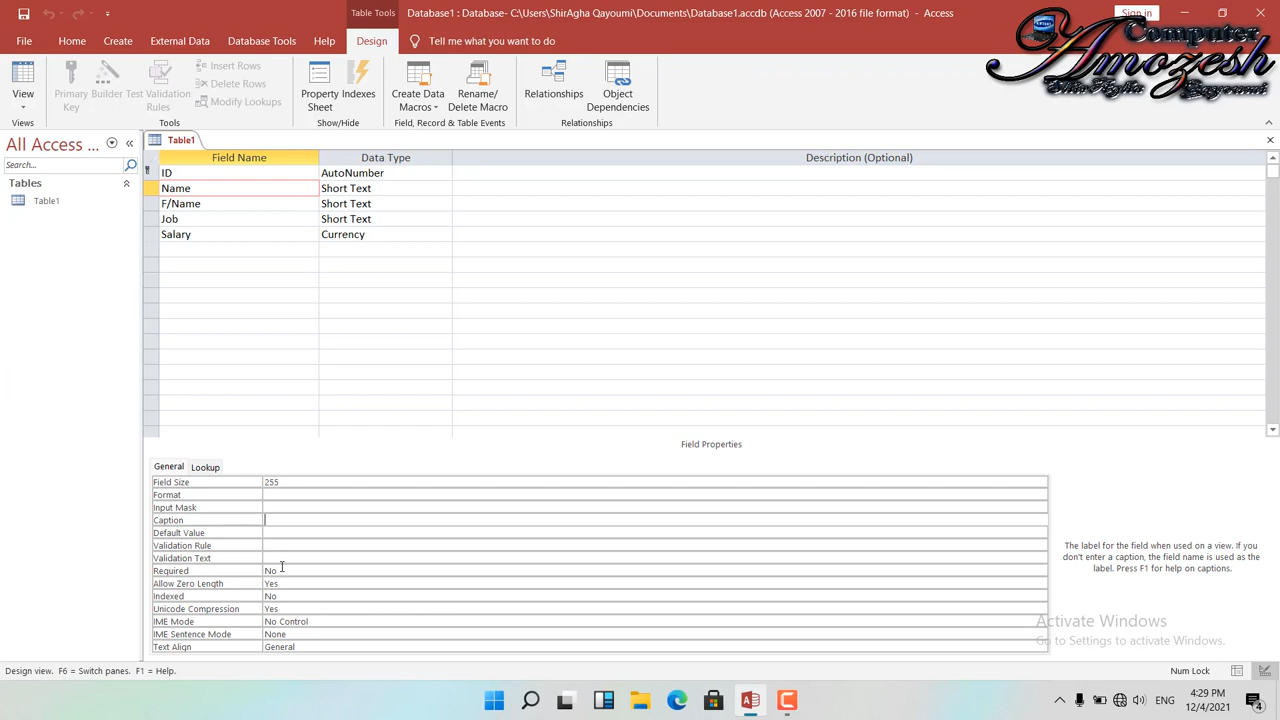 Table Tools
Database1 : Database- C:\Users\ShirAgha Qayoumi\Documents\Database1.accdb (Access 2007 - 2016 file format) - Access
Sign in
File Home Create External Data Database Tools Help Design Tell me what you want to do
Computer
Amozesh
ShirAgha Qayoumi
View
Primary Key
Builder
Test Validation Rules
Insert Rows
Delete Rows
Modify Lookups
Property Sheet
Indexes
Create Data Macros
Rename/ Delete Macro
Relationships
Object Dependencies
Views
Tools
Show/Hide
Field, Record & Table Events
Relationships
All Access ...
Search...
Tables
Table1
Table1
Field Name Data Type Description (Optional)
ID AutoNumber
Name Short Text
F/Name Short Text
Job Short Text
Salary Currency
Field Properties
General Lookup
Field Size 255
Format
Input Mask
Caption
Default Value
Validation Rule
Validation Text
Required No
Allow Zero Length Yes
Indexed No
Unicode Compression Yes
IME Mode No Control
IME Sentence Mode None
Text Align General
The label for the field when used on a view. If you
don't enter a caption, the field name is used as the
label. Press F1 for help on captions.
Activate Windows
Go to Settings to activate Windows.
Design view. F6 = Switch panes. F1 = Help.
Num Lock
ENG
4:29 PM
12/4/2021
4